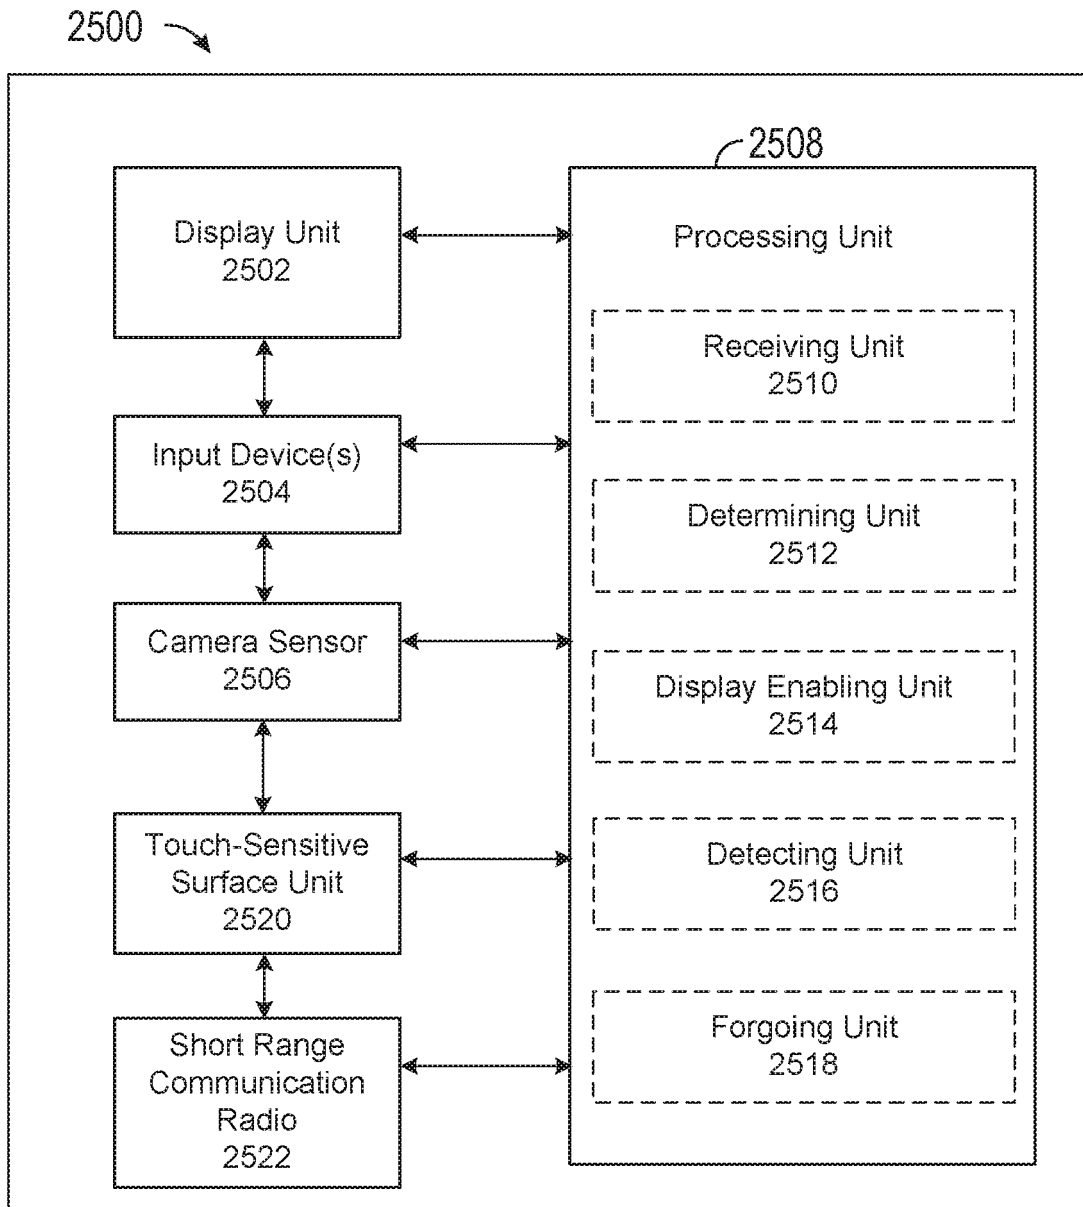 2500
2508
Display Unit
2502
Processing Unit
Receiving Unit
2510
Input Device(s)
2504
Determining Unit
2512
Camera Sensor
2506
Display Enabling Unit
2514
Touch-Sensitive
Surface Unit
2520
Detecting Unit
2516
Short Range
Communication
Radio
2522
Forgoing Unit
2518